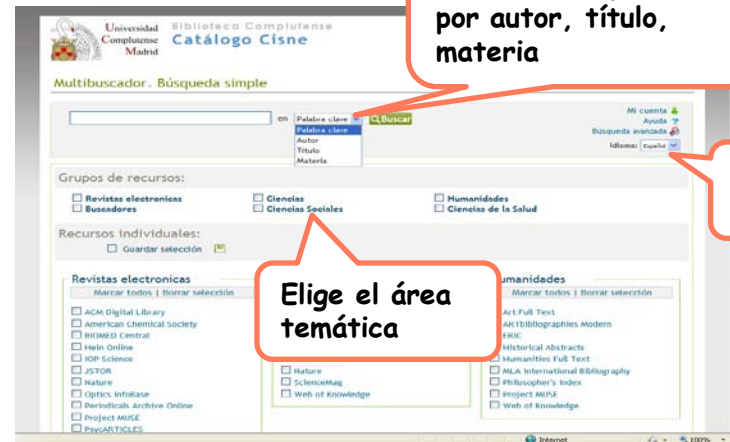 por autor, título,
materia
Universidad
Complutense
Madrid
Biblioteca Complutense
Catálogo Cisne
Multibuscador. Búsqueda simple
en Palabra clave Buscar
Palabra clave
Autor
Título
Materia
Mi cuenta
Ayuda
Búsqueda avanzada
Idioma: Español
Grupos de recursos:
Revistas electronicas
Buscadores
Ciencias
Ciencias Sociales
Humanidades
Ciencias de la Salud
Recursos individuales:
Guardar selección
Revistas electronicas
Marcar todos | Borrar selección
ACM Digital Library
American Chemical Society
BIOMED Central
Hein Online
IOP Science
JSTOR
Nature
Optics InfoBase
Periodicals Archive Online
Project MUSE
PsycARTICLES
Elige el área
temática
Nature
ScienceMag
Web of Knowledge
umanidades
Marcar todos | Borrar selección
Art Full Text
ARTbibliographies Modern
ERIC
Historical Abstracts
Humanities Full Text
MLA International Bibliography
Philosopher's Index
Project MUSE
Web of Knowledge
Internet
100%